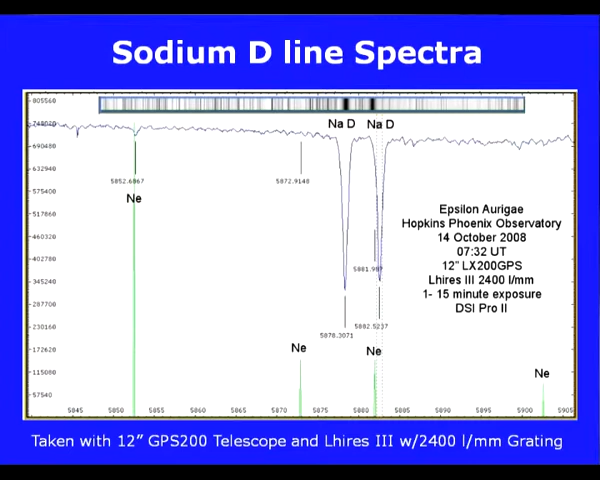 Sodium D line Spectra
805560
748020
690480
632940
575400
517860
460320
402780
345240
287700
230160
172620
115080
57540
Na D Na D
5852.6867
5872.9148
Ne
5881.997
5882.5237
5878.3071
Epsilon Aurigae
Hopkins Phoenix Observatory
14 October 2008
07:32 UT
12" LX200GPS
Lhires III 2400 l/mm
1- 15 minute exposure
DSI Pro II
Ne Ne Ne
5845 5850 5855 5860 5865 5870 5875 5880 5885 5890 5895 5900 5905
Taken with 12” GPS200 Telescope and Lhires III w/2400 l/mm Grating